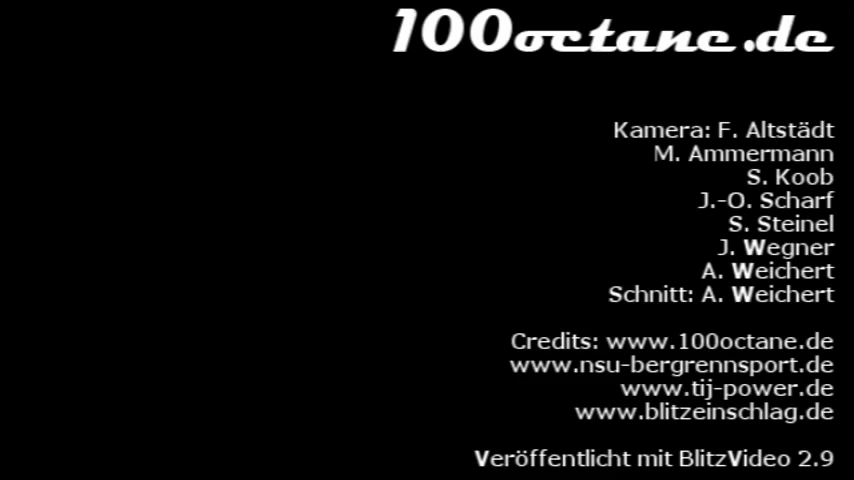 100octane.de
Kamera: F. Altstädt
M. Ammermann
S. Koob
J.-O. Scharf
S. Steinel
J. Wegner
A. Weichert
Schnitt: A. Weichert
Credits: www.100octane.de
www.nsu-bergrennsport.de
www.tij-power.de
www.blitzeinschlag.de
Veröffentlicht mit BlitzVideo 2.9